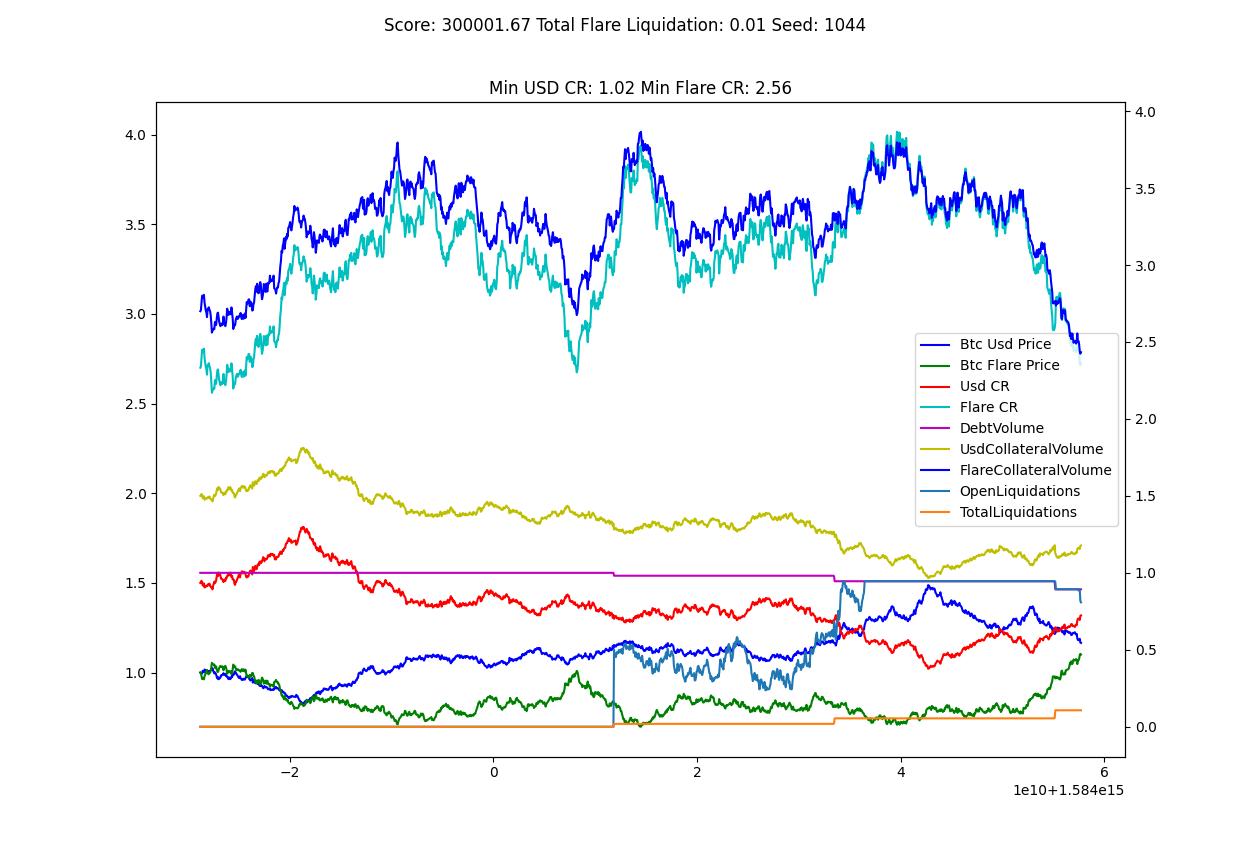 Score: 300001.67 Total Flare Liquidation: 0.01 Seed: 1044
Min USD CR: 1.02 Min Flare CR: 2.56
4.0
3.5
3.0
2.5
2.0
1.5
1.0
4.0
3.5
3.0
2.5
2.0
1.5
1.0
0.5
0.0
Btc Usd Price
Btc Flare Price
Usd CR
Flare CR
DebtVolume
UsdCollateralVolume
FlareCollateralVolume
OpenLiquidations
TotalLiquidations
−2 0 2 4 6
1e10+1.584e15